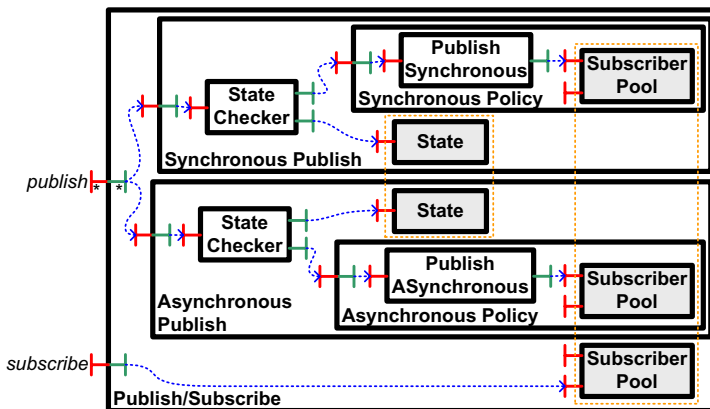 Publish
Synchronous
Subscriber
Pool
Synchronous Policy
State
Checker
State
Synchronous Publish
publish
*
*
State
Checker
State
Publish
ASynchronous
Subscriber
Pool
Asynchronous Policy
Asynchronous
Publish
subscribe
Subscriber
Pool
Publish/Subscribe